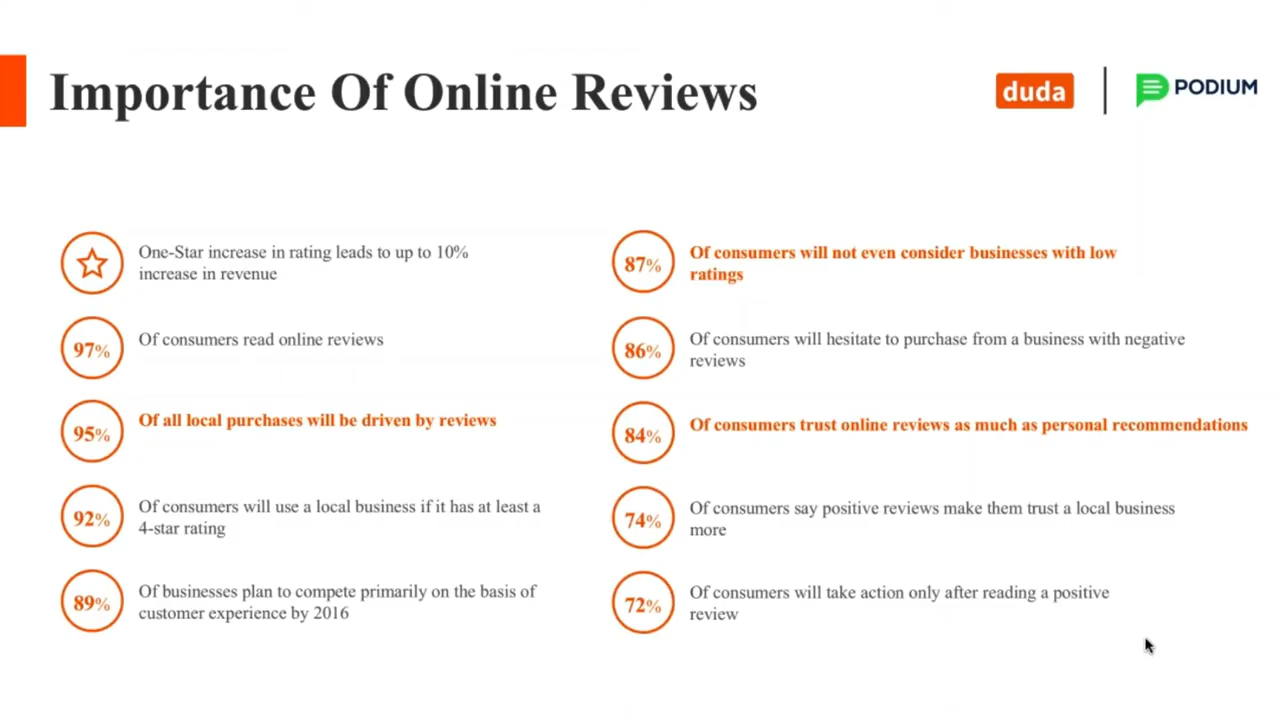 Importance Of Online Reviews
duda
PODIUM
One-Star increase in rating leads to up to 10%
increase in revenue
97%
Of consumers read online reviews
95%
Of all local purchases will be driven by reviews
92%
Of consumers will use a local business if it has at least a
4-star rating
89%
Of businesses plan to compete primarily on the basis of
customer experience by 2016
87%
Of consumers will not even consider businesses with low
ratings
86%
Of consumers will hesitate to purchase from a business with negative
reviews
84%
Of consumers trust online reviews as much as personal recommendations
74%
Of consumers say positive reviews make them trust a local business
more
72%
Of consumers will take action only after reading a positive
review